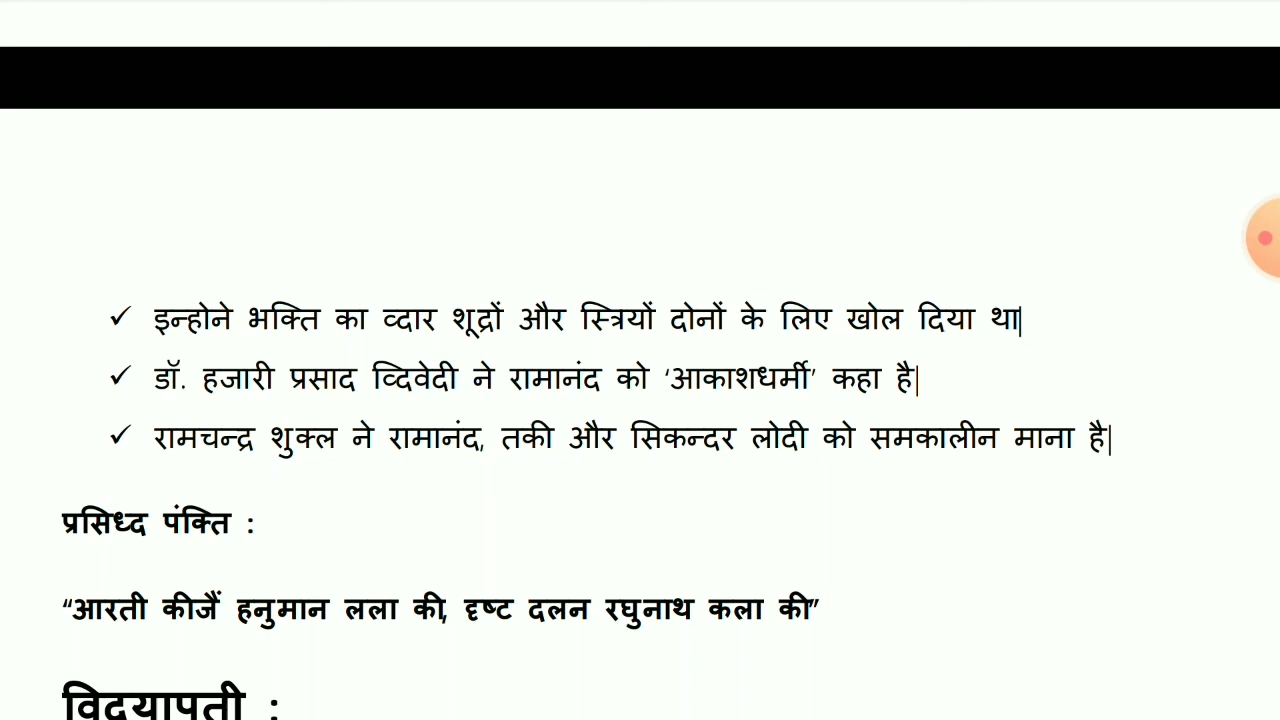 ✓ इन्होने भक्ति का व्दार शूद्रों और स्त्रियों दोनों के लिए खोल दिया था|
✓ डॉ. हजारी प्रसाद व्दिवेदी ने रामानंद को ‘आकाशधर्मी’ कहा है|
✓ रामचन्द्र शुक्ल ने रामानंद, तकी और सिकन्दर लोदी को समकालीन माना है|
प्रसिध्द पंक्ति :
“आरती कीजैं हनुमान लला की, दृष्ट दलन रघुनाथ कला की”
विद्यापती :